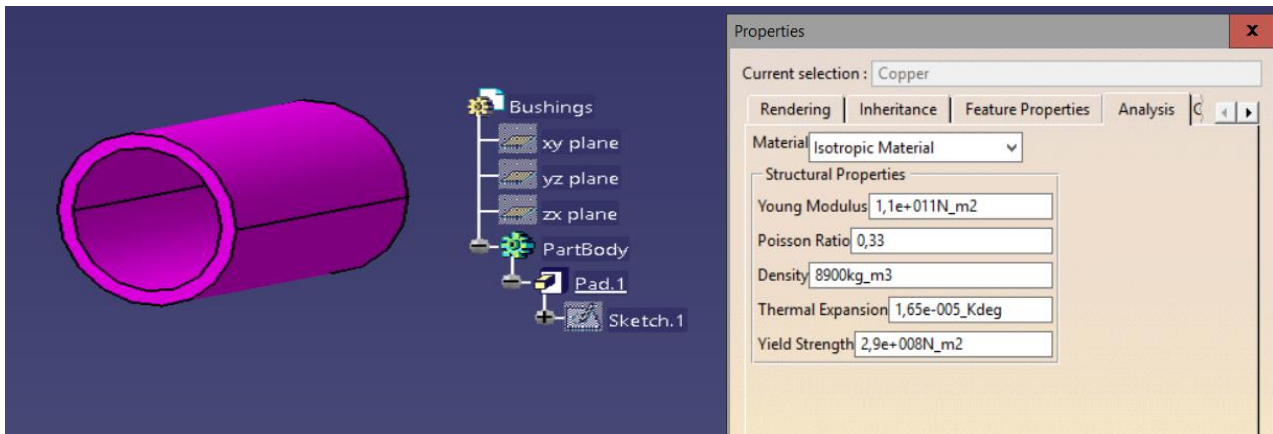 Bushings
xy plane
yz plane
zx plane
PartBody
Pad.1
Sketch.1
Properties
x
Current selection : Copper
Rendering Inheritance Feature Properties Analysis
Material Isotropic Material
Structural Properties
Young Modulus 1,1e+011N_m2
Poisson Ratio 0,33
Density 8900kg_m3
Thermal Expansion 1,65e-005_Kdeg
Yield Strength 2,9e+008N_m2